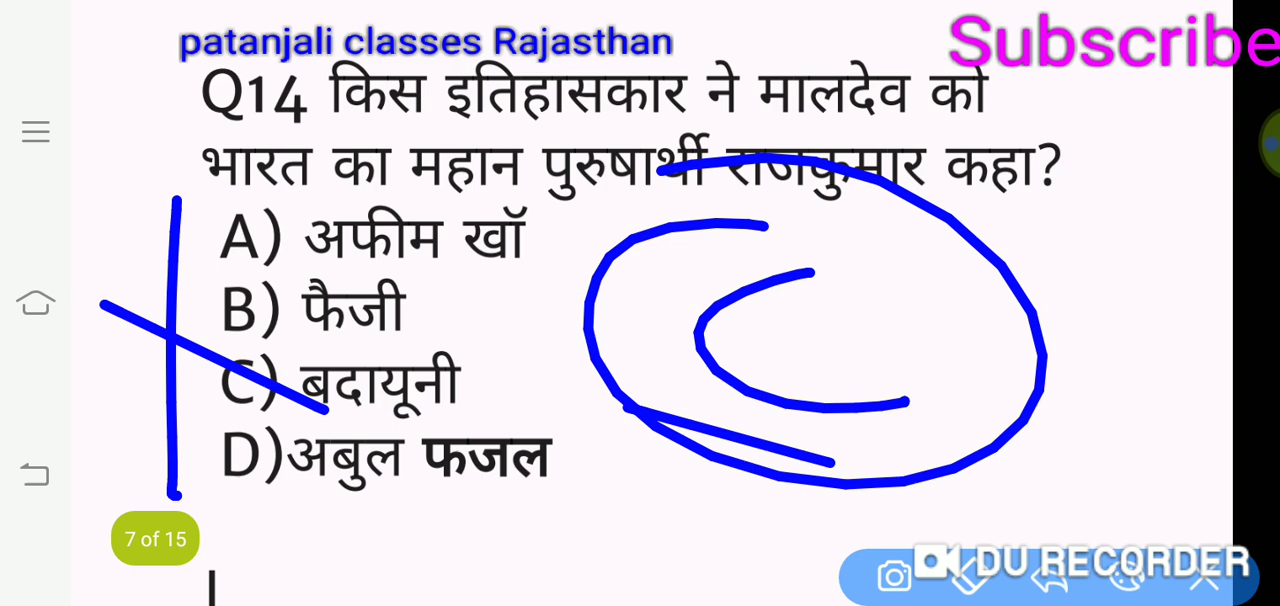 patanjali classes Rajasthan
Subscribe
Q14 किस इतिहासकार ने मालदेव को
भारत का महान पुरुषार्थी राजकुमार कहा?
A) अफीम खॉ
B) फैजी
C) बदायूनी
D)अबुल फजल
7 of 15
DU RECORDER